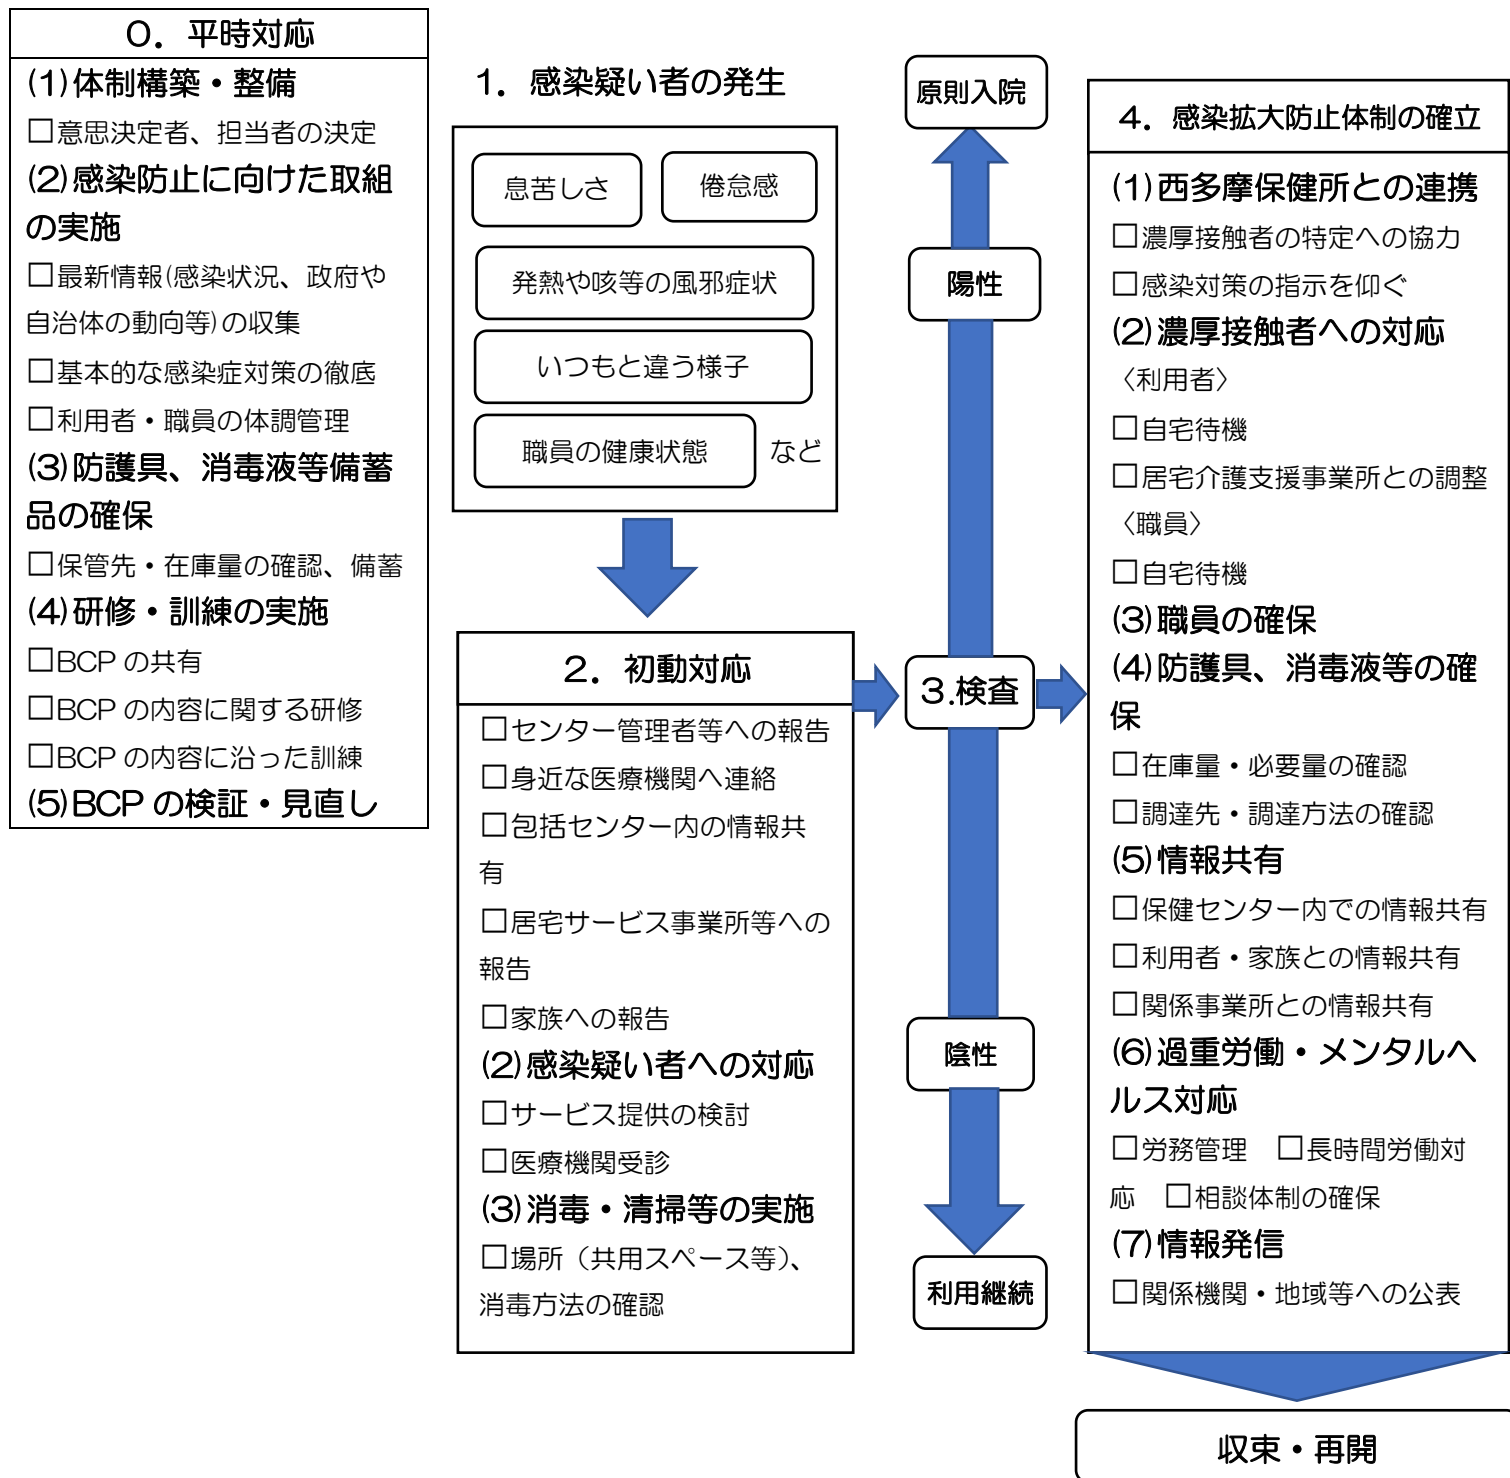 ０．平時対応
(1)体制構築・整備
□意思決定者、担当者の決定
(2)感染防止に向けた取組
の実施
□最新情報(感染状況、政府や
自治体の動向等)の収集
□基本的な感染症対策の徹底
□利用者・職員の体調管理
(3)防護具、消毒液等備蓄
品の確保
□保管先・在庫量の確認、備蓄
(4)研修・訓練の実施
□BCP の共有
□BCP の内容に関する研修
□BCP の内容に沿った訓練
(5)BCP の検証・見直し
１．感染疑い者の発生
息苦しさ
倦怠感
発熱や咳等の風邪症状
いつもと違う様子
職員の健康状態
など
２．初動対応
□センター管理者等への報告
□身近な医療機関へ連絡
□包括センター内の情報共
有
□居宅サービス事業所等への
報告
□家族への報告
(2)感染疑い者への対応
□サービス提供の検討
□医療機関受診
(3)消毒・清掃等の実施
□場所（共用スペース等）、
消毒方法の確認
原則入院
陽性
３.検査
陰性
利用継続
４．感染拡大防止体制の確立
(1)西多摩保健所との連携
□濃厚接触者の特定への協力
□感染対策の指示を仰ぐ
(2)濃厚接触者への対応
〈利用者〉
□自宅待機
□居宅介護支援事業所との調整
〈職員〉
□自宅待機
(3)職員の確保
(4)防護具、消毒液等の確
保
□在庫量・必要量の確認
□調達先・調達方法の確認
(5)情報共有
□保健センター内での情報共有
□利用者・家族との情報共有
□関係事業所との情報共有
(6)過重労働・メンタルヘ
ルス対応
□労務管理　□長時間労働対
応　□相談体制の確保
(7)情報発信
□関係機関・地域等への公表
収束・再開